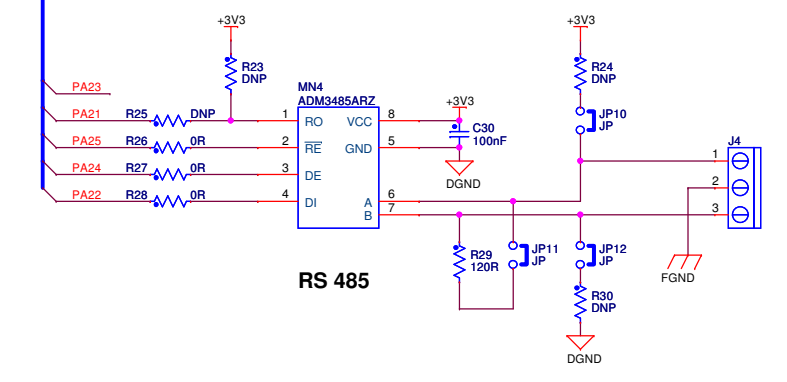 +3V3
+3V3
R23
DNP
R24
DNP
MN4
ADM3485ARZ
+3V3
PA23
PA21
R25
DNP
1
RO
VCC
8
C30
100nF
JP10
JP
PA25
R26
0R
2
RE
GND
5
J4
PA24
R27
0R
3
DE
DGND
1
PA22
R28
0R
4
DI
A
6
2
B
7
3
R29
120R
JP11
JP
JP12
JP
RS 485
FGND
R30
DNP
DGND